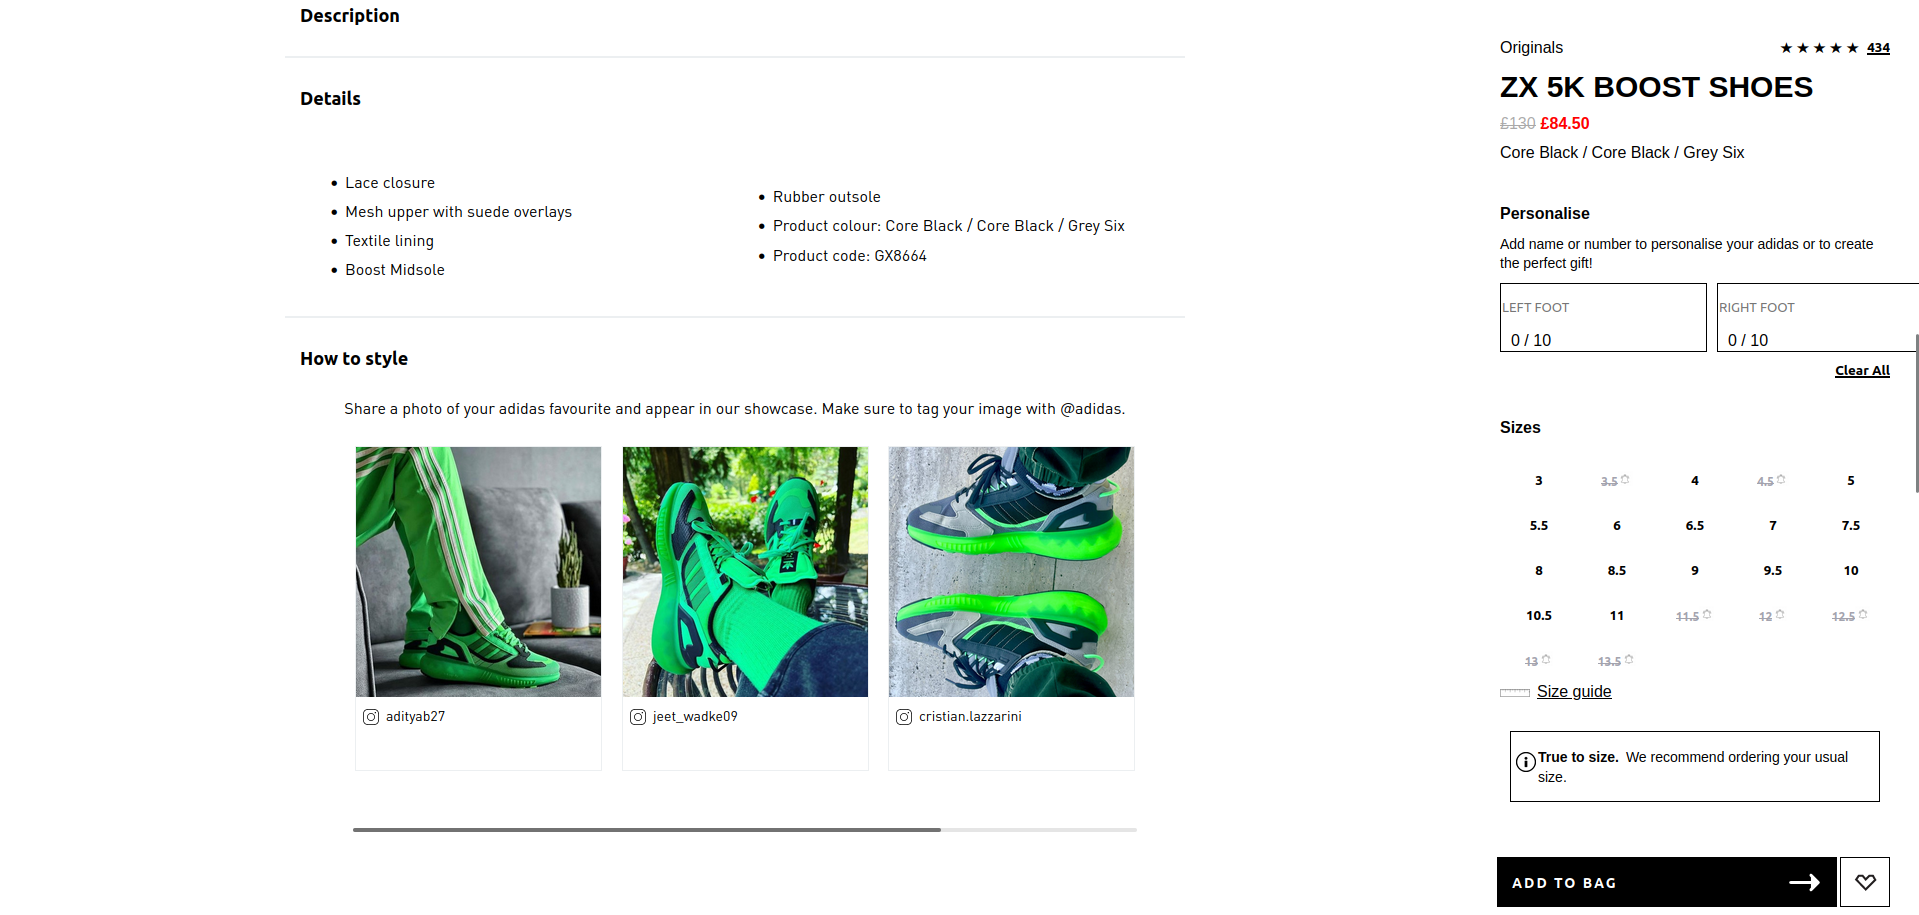 Description
Details
Lace closure
Mesh upper with suede overlays
Textile lining
Boost Midsole
Rubber outsole
Product colour: Core Black / Core Black / Grey Six
Product code: GX8664
How to style
Share a photo of your adidas favourite and appear in our showcase. Make sure to tag your image with @adidas.
adityab27
jeet_wadke09
cristian.lazzarini
Originals
★ ★ ★ ★ ★ 434
ZX 5K BOOST SHOES
£130 £84.50
Core Black / Core Black / Grey Six
Personalise
Add name or number to personalise your adidas or to create
the perfect gift!
LEFT FOOT
0 / 10
RIGHT FOOT
0 / 10
Clear All
Sizes
3 3.5 4 4.5 5
5.5 6 6.5 7 7.5
8 8.5 9 9.5 10
10.5 11 11.5 12 12.5
13 13.5
Size guide
True to size. We recommend ordering your usual
size.
ADD TO BAG